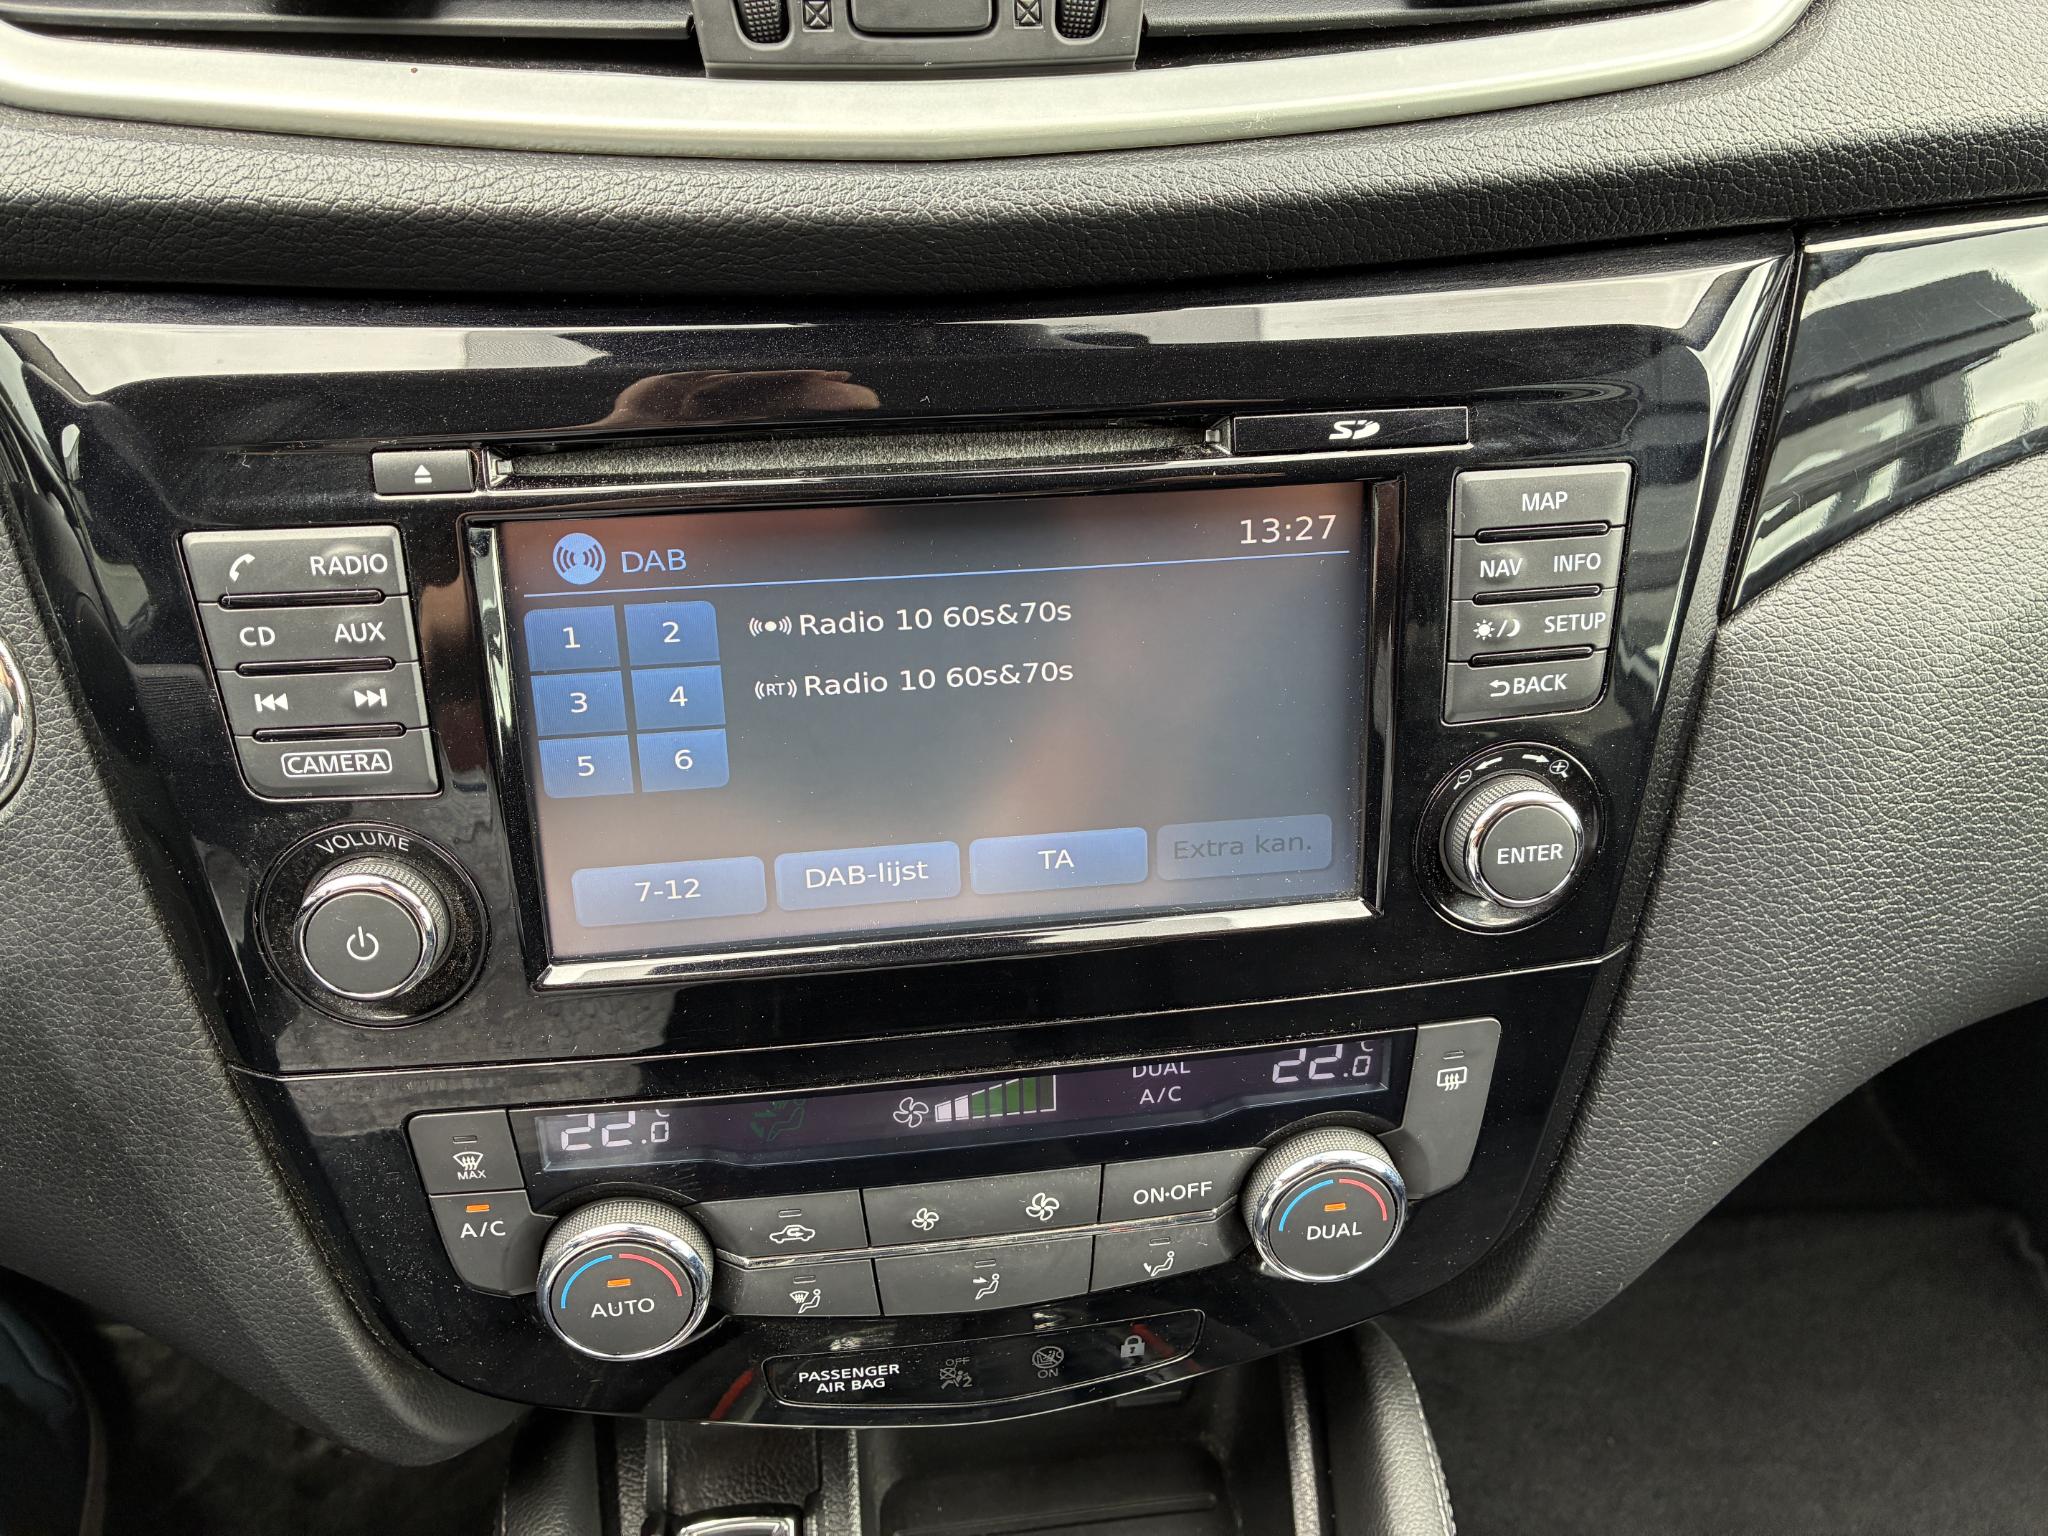 SD
RADIO
CD AUX
CAMERA
VOLUME
DAB 13:27
1 2
3 4
5 6
Radio 10 60s&70s
RT Radio 10 60s&70s
7-12 DAB-lijst TA Extra kan.
MAP
NAV INFO
SETUP
BACK
ENTER
22.0
DUAL
A/C
22.0 °C
MAX
A/C
AUTO
ON·OFF
DUAL
PASSENGER
AIR BAG
OFF
2
ON